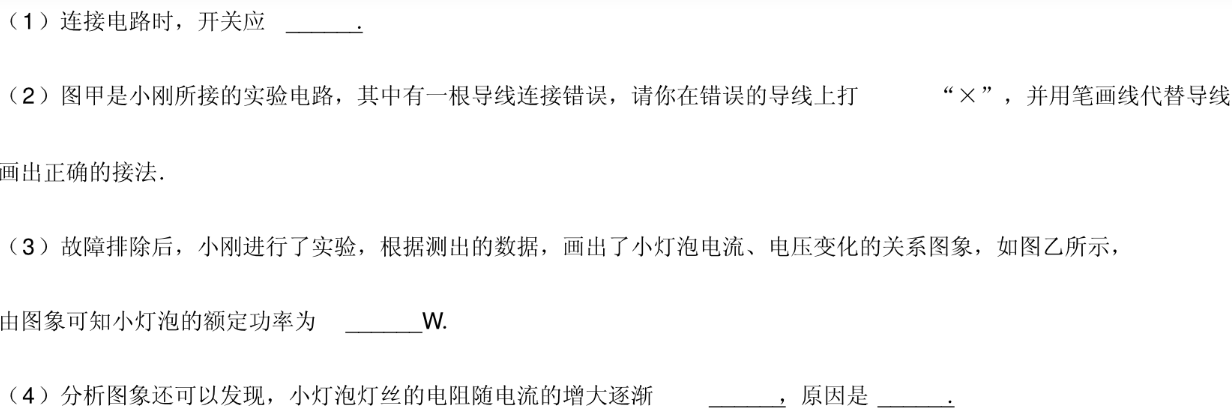 （1）连接电路时，开关应 ______.
（2）图甲是小刚所接的实验电路，其中有一根导线连接错误，请你在错误的导线上打 “×”，并用笔画线代替导线
画出正确的接法.
（3）故障排除后，小刚进行了实验，根据测出的数据，画出了小灯泡电流、电压变化的关系图象，如图乙所示，
由图象可知小灯泡的额定功率为 ______W.
（4）分析图象还可以发现，小灯泡灯丝的电阻随电流的增大逐渐 ______，原因是 ______.